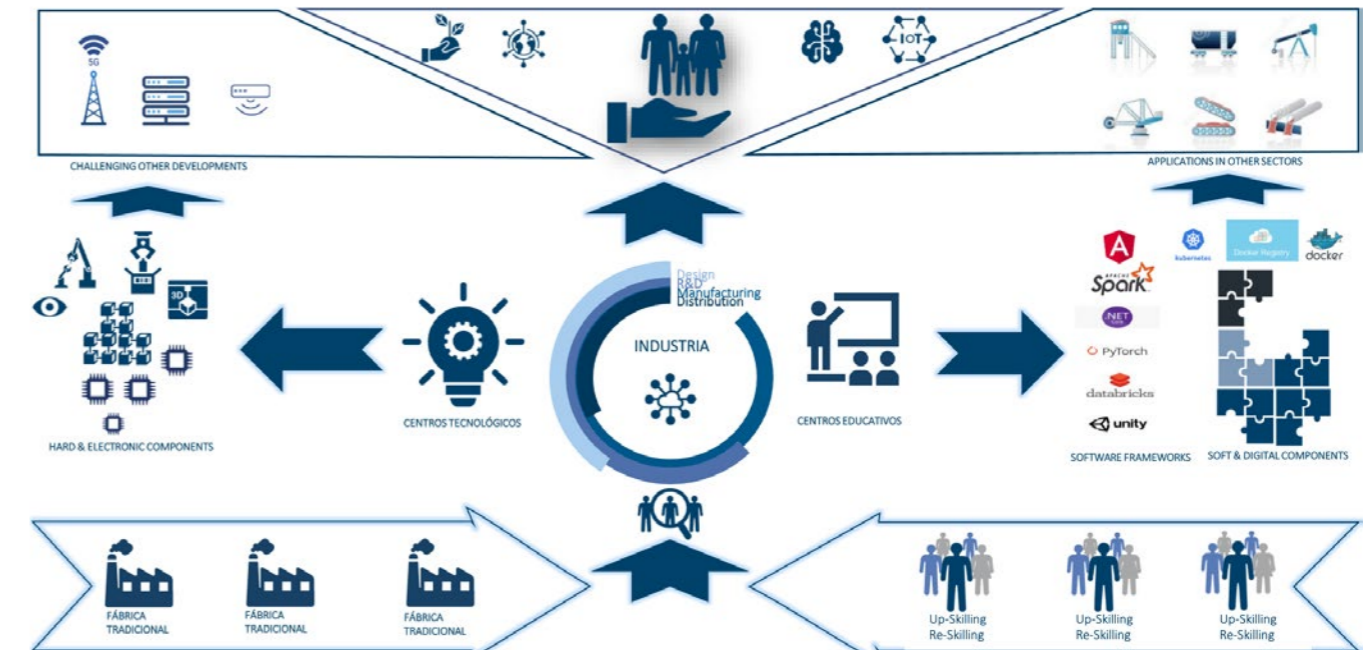 5G
IoT
CHALLENGING OTHER DEVELOPMENTS
APPLICATIONS IN OTHER SECTORS
3D
kubernetes
Docker Registry
docker
APACHE
Spark
.NET
PyTorch
databricks
unity
HARD & ELECTRONIC COMPONENTS
CENTROS TECNOLÓGICOS
Design
R&D
Manufacturing
Distribution
INDUSTRIA
CENTROS EDUCATIVOS
SOFTWARE FRAMEWORKS
SOFT & DIGITAL COMPONENTS
FÁBRICA
TRADICIONAL
FÁBRICA
TRADICIONAL
FÁBRICA
TRADICIONAL
Up-Skilling
Re-Skilling
Up-Skilling
Re-Skilling
Up-Skilling
Re-Skilling